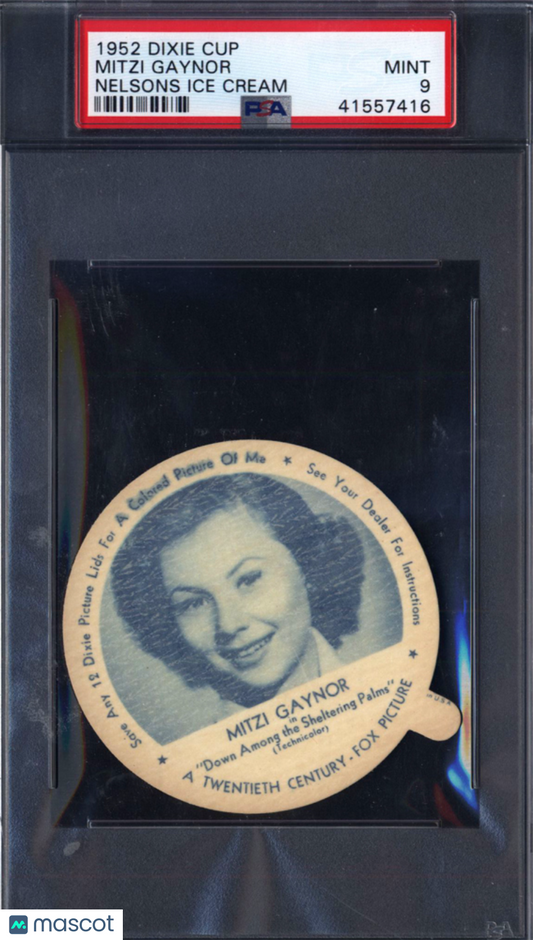 1952 DIXIE CUP
MITZI GAYNOR MINT
NELSONS ICE CREAM 9
PSA 41557416
Save Any 12 Dixie Picture Lids For A Colored Picture Of Me ★ See Your Dealer For Instructions ★
MITZI GAYNOR
in
"Down Among the Sheltering Palms"
(Technicolor)
★ A TWENTIETH CENTURY-FOX PICTURE
U.S.A.
PSA
mascot